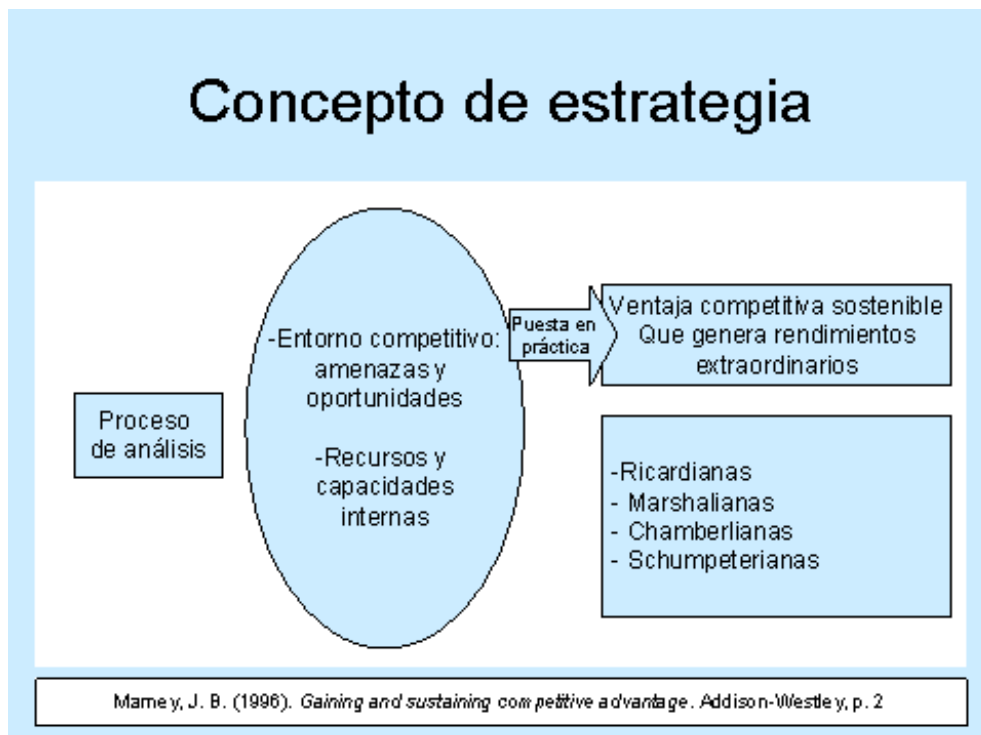 Concepto de estrategia
Proceso
de análisis
-Entorno competitivo:
amenazas y
oportunidades
-Recursos y
capacidades
internas
Puesta en
práctica
Ventaja competitiva sostenible
Que genera rendimientos
extraordinarios
-Ricardianas
- Marshalianas
- Chamberlianas
- Schumpeterianas
Marney, J. B. (1996). Gaining and sustaining competitive advantage. Addison-Westley, p. 2